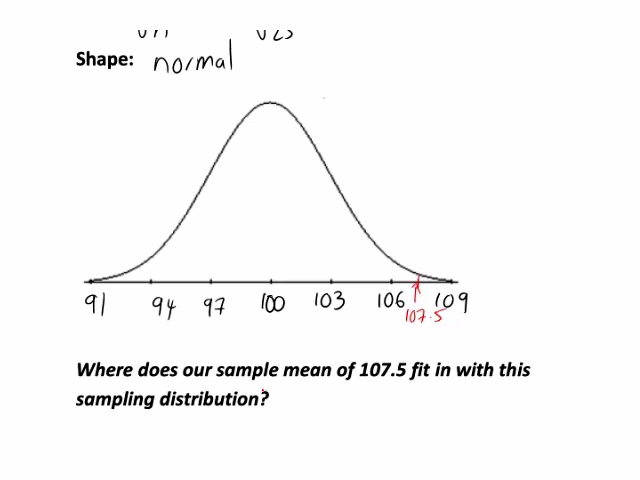 Shape: normal
91 94 97 100 103 106 109
107.5
Where does our sample mean of 107.5 fit in with this
sampling distribution?